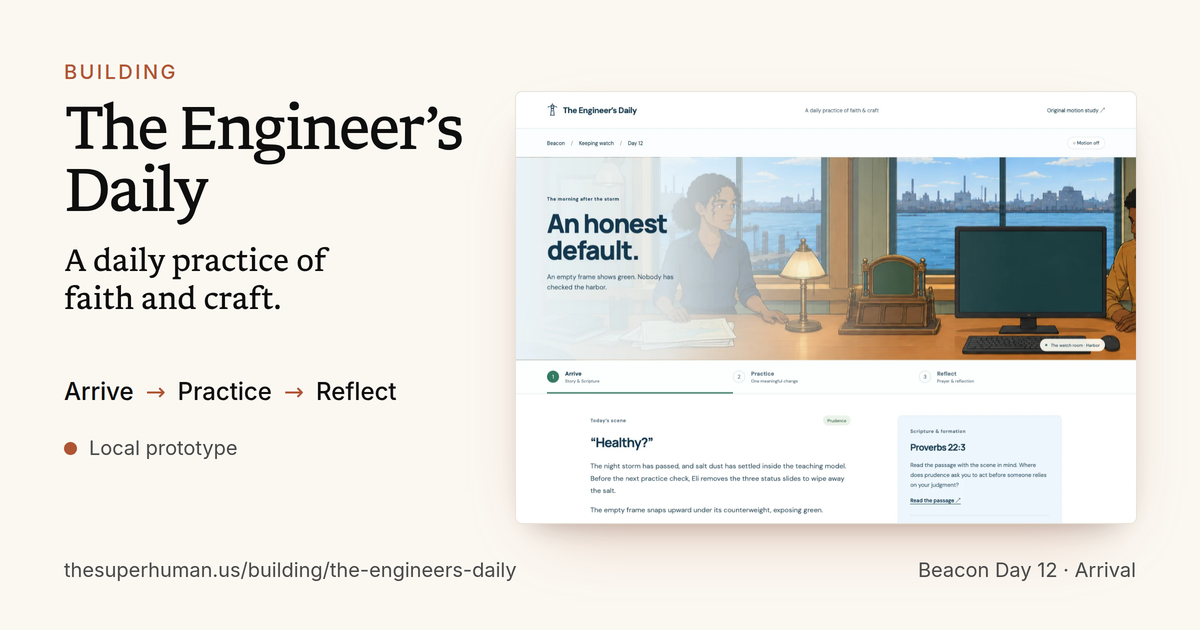 BUILDING
The Engineer’s
Daily
A daily practice of
faith and craft.
Arrive → Practice → Reflect
Local prototype
thesuperhuman.us/building/the-engineers-daily
The Engineer’s Daily
A daily practice of faith & craft
Original motion study ↗
Beacon / Keeping watch / Day 12
Motion off
The morning after the storm
An honest
default.
An empty frame shows green. Nobody has
checked the harbor.
The watch room · Harbor
1 Arrive
Story & Scripture
2 Practice
One meaningful change
3 Reflect
Prayer & reflection
Today’s scene
Prudence
“Healthy?”
The night storm has passed, and salt dust has settled inside the teaching model.
Before the next practice check, Eli removes the three status slides to wipe away
the salt.
The empty frame snaps upward under its counterweight, exposing green.
Scripture & formation
Proverbs 22:3
Read the passage with the scene in mind. Where
does prudence ask you to act before someone relies
on your judgment?
Read the passage ↗
Beacon Day 12 · Arrival